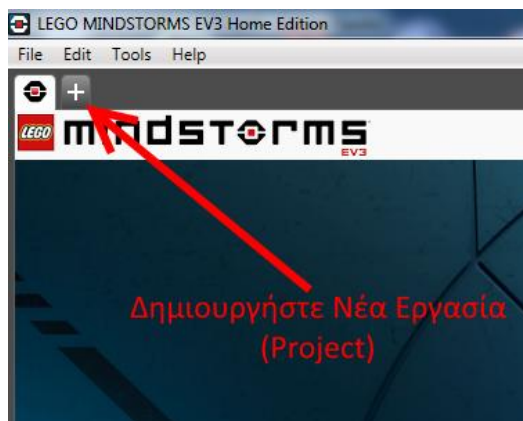 LEGO MINDSTORMS EV3 Home Edition
File Edit Tools Help
LEGO mindstorms
EV3
Δημιουργήστε Νέα Εργασία
(Project)